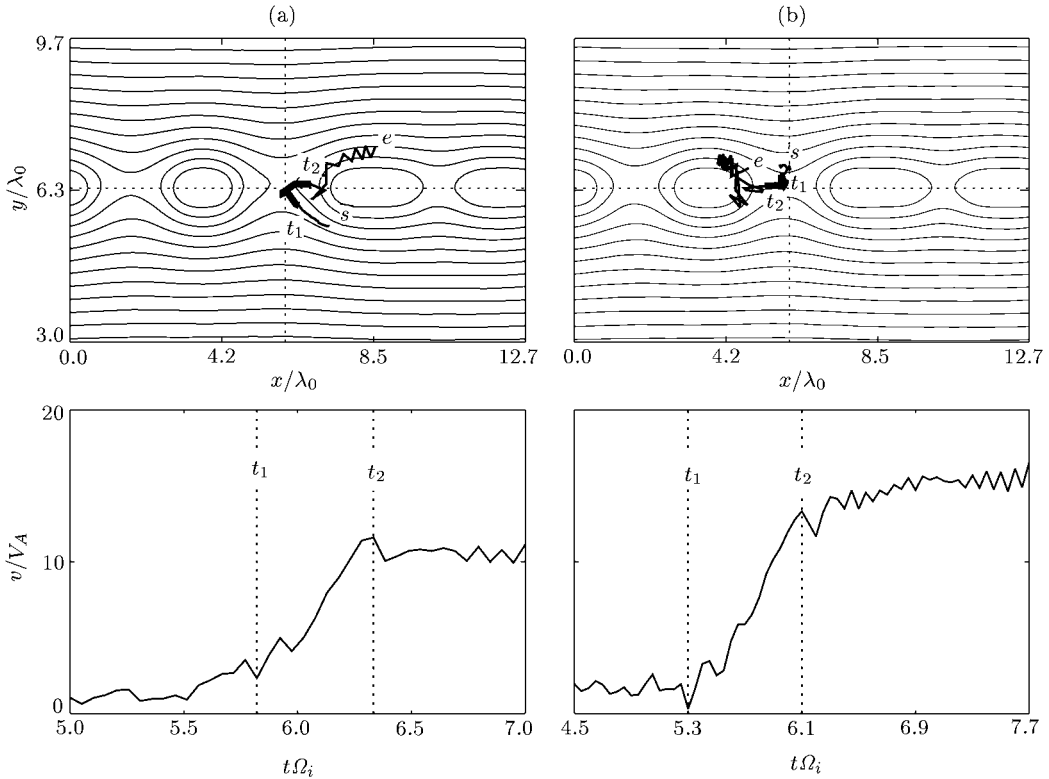 (a)
(b)
9.7
6.3
3.0
y/λ₀
t₂
e
s
t₁
0.0
4.2
8.5
12.7
x/λ₀
e
s
t₁
t₂
0.0
4.2
8.5
12.7
x/λ₀
20
10
0
v/V_A
t₁
t₂
5.0
5.5
6.0
6.5
7.0
tΩᵢ
t₁
t₂
4.5
5.3
6.1
6.9
7.7
tΩᵢ